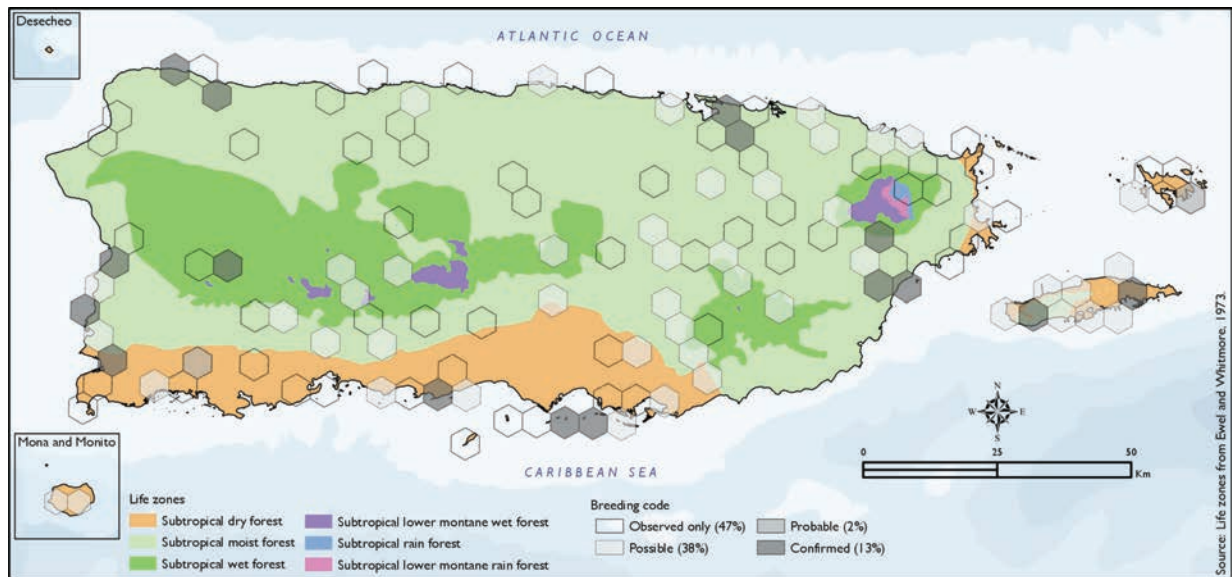 Desecheo
ATLANTIC OCEAN
Mona and Monito
CARIBBEAN SEA
N
W E
S
0 25 50
Km
Life zones
Subtropical dry forest
Subtropical moist forest
Subtropical wet forest
Subtropical lower montane wet forest
Subtropical rain forest
Subtropical lower montane rain forest
Breeding code
Observed only (47%)
Possible (38%)
Probable (2%)
Confirmed (13%)
Source: Life zones from Ewel and Whitmore, 1973.